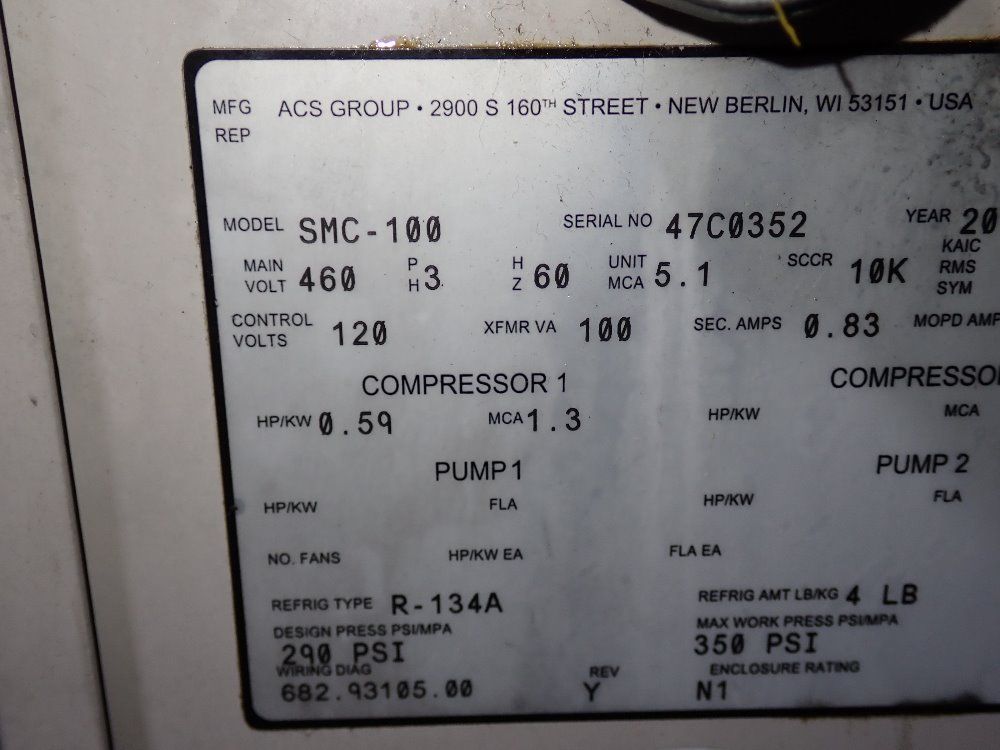 MFG ACS GROUP • 2900 S 160TH STREET • NEW BERLIN, WI 53151 • USA
REP
MODEL SMC-100 SERIAL NO 47C0352 YEAR 20
MAIN VOLT 460 PH 3 HZ 60 UNIT MCA 5.1 SCCR 10K KAIC RMS SYM
CONTROL VOLTS 120 XFMR VA 100 SEC. AMPS 0.83 MOPD AMP
COMPRESSOR 1 COMPRESSO
HP/KW 0.59 MCA 1.3 HP/KW MCA
PUMP 1 PUMP 2
HP/KW FLA HP/KW FLA
NO. FANS HP/KW EA FLA EA
REFRIG TYPE R-134A REFRIG AMT LB/KG 4 LB
DESIGN PRESS PSI/MPA MAX WORK PRESS PSI/MPA
290 PSI 350 PSI
WIRING DIAG REV ENCLOSURE RATING
682.93105.00 Y N1